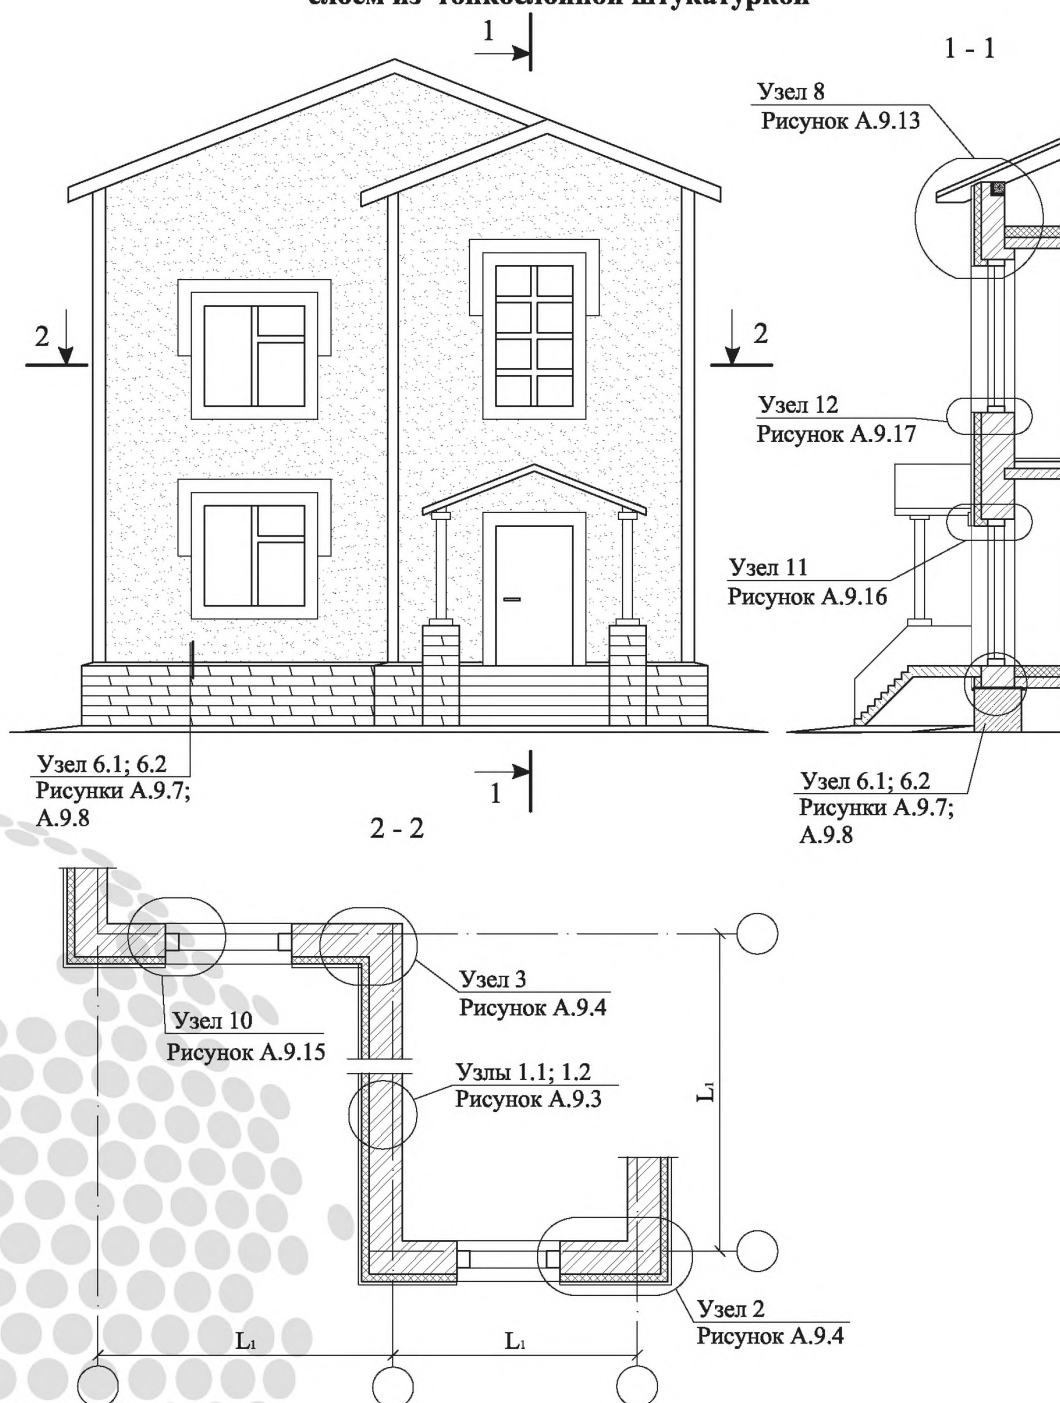 слоем из тонкослойной штукатуркой
1
1 - 1
Узел 8
Рисунок А.9.13
2
2
Узел 12
Рисунок А.9.17
Узел 11
Рисунок А.9.16
Узел 6.1; 6.2
Рисунки А.9.7;
А.9.8
1
Узел 6.1; 6.2
Рисунки А.9.7;
А.9.8
2 - 2
Узел 3
Рисунок А.9.4
Узел 10
Рисунок А.9.15
Узлы 1.1; 1.2
Рисунок А.9.3
L1
Узел 2
Рисунок А.9.4
L1
L1